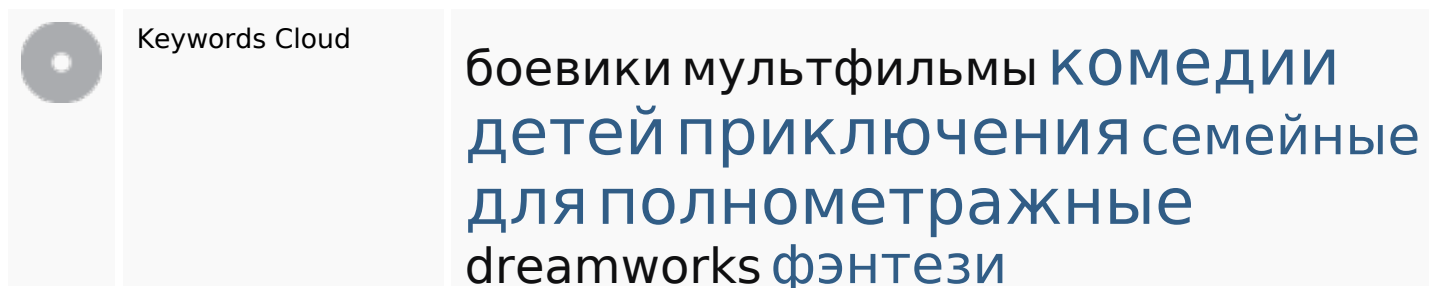 Keywords Cloud
боевики мультфильмы комедии
детей приключения семейные
для полнометражные
dreamworks фэнтези